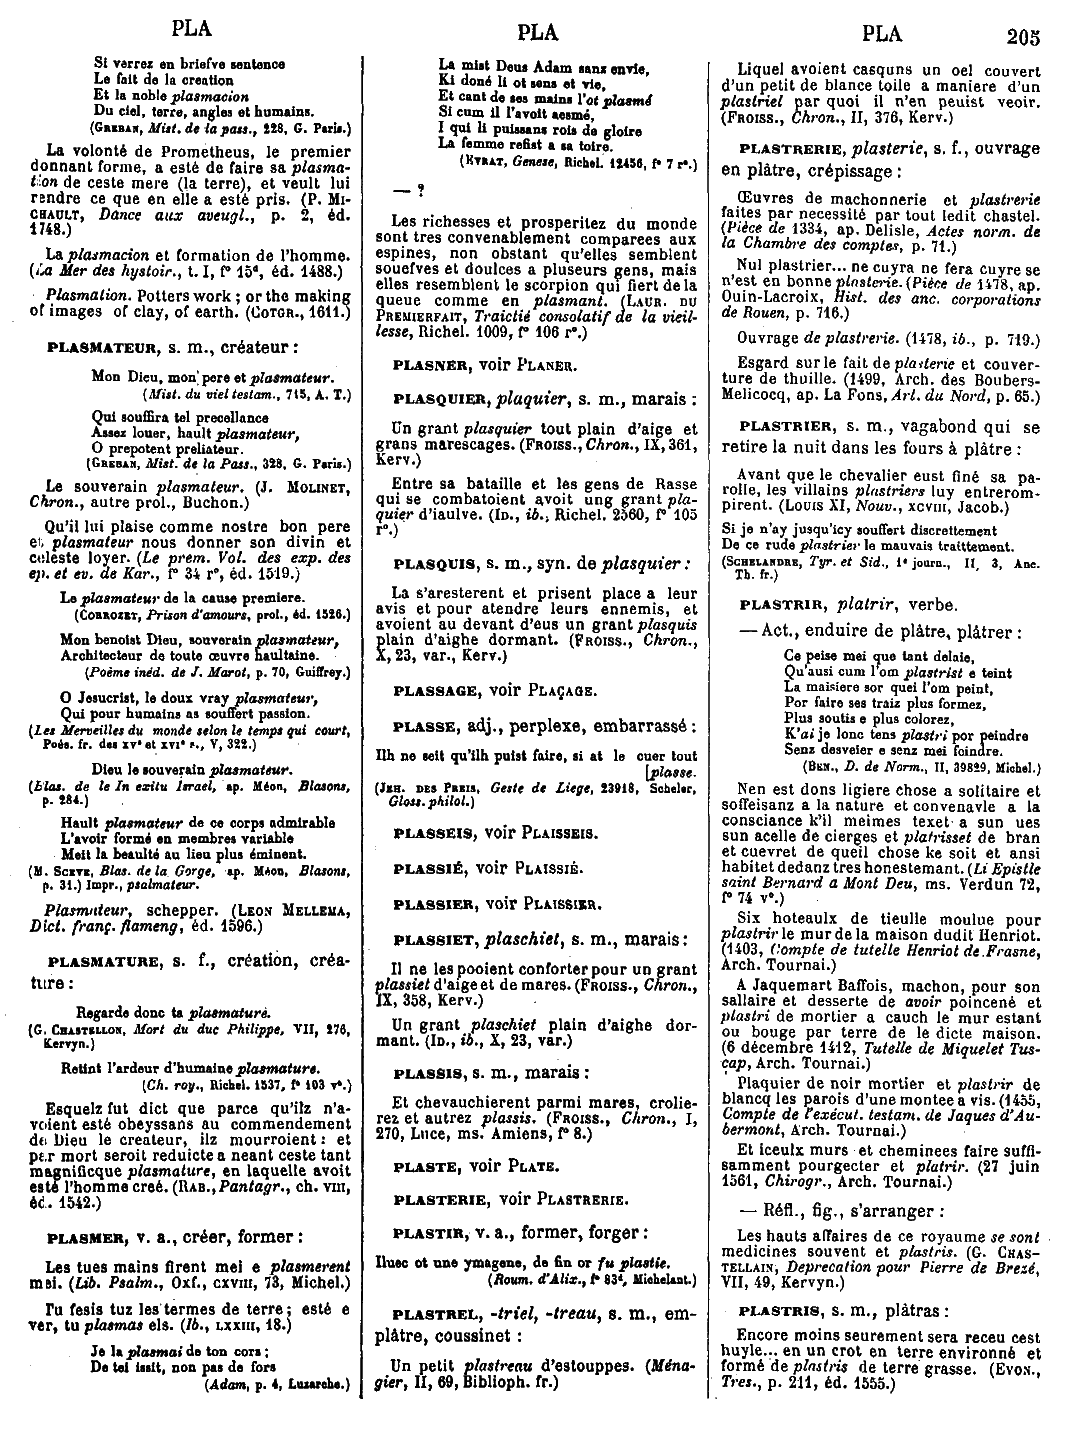 PLA
PLA
PLA
205
Si verrez en briefve sentence
Le fait de la creation
Et la noble plasmacion
Du ciel, terre, angles et humains.
(GREBAN, Mist. de la pass., 228, G. Paris.)
La volonté de Prometheus, le premier
donnant forme, a esté de faire sa plasma-
tion de ceste mere (la terre), et veult lui
rendre ce que en elle a esté pris. (P. MI-
CHAULT, Dance aux aveugl., p. 2, éd.
1748.)
La plasmacion et formation de l'homme.
(La Mer des hystoir., t. I, f° 15d, éd. 1488.)
Plasmation. Potters work ; or the making
of images of clay, of earth. (COTGR., 1611.)
PLASMATEUR, s. m., créateur :
Mon Dieu, mon pere et plasmateur.
(Mist. du viel testam., 715, A. T.)
Qui souffira tel precellance
Assez louer, hault plasmateur,
O prepotent preliateur.
(GREBAN, Mist. de la Pass., 328, G. Paris.)
Le souverain plasmateur. (J. MOLINET,
Chron., autre prol., Buchon.)
Qu'il lui plaise comme nostre bon pere
et plasmateur nous donner son divin et
celeste loyer. (Le prem. Vol. des exp. des
ep. et ev. de Kar., f° 34 r°, éd. 1519.)
Le plasmateur de la cause premiere.
(CORROZET, Prison d'amours, prol., éd. 1526.)
Mon benoist Dieu, souverain plasmateur,
Architecteur de toute œuvre haultaine.
(Poème inéd. de J. Marot, p. 70, Guiffrey.)
O Jesucrist, le doux vray plasmateur,
Qui pour humains as souffert passion.
(Les Merveilles du monde selon le temps qui court,
Poés. fr. des XVe et XVIe s., V, 322.)
Dieu le souverain plasmateur.
(Blas. de le In exitu Israel, ap. Méon, Blasons,
p. 284.)
Hault plasmateur de ce corps admirable
L'avoir formé en membres variable
Meit la beaulté au lieu plus éminent.
(M. SCEVE, Blas. de la Gorge, ap. Méon, Blasons,
p. 31.) Impr., psalmateur.
Plasmateur, schepper. (LEON MELLEMA,
Dict. franç. flameng, éd. 1596.)
PLASMATURE, s. f., création, créa-
ture :
Regarde donc ta plasmature.
(G. CHASTELLON, Mort du duc Philippe, VII, 276,
Kervyn.)
Retint l'ardeur d'humaine plasmature.
(Ch. roy., Richel. 1537, f° 103 v°.)
Esquelz fut dict que parce qu'ilz n'a-
voient esté obeyssans au commendement
de Dieu le createur, ilz mourroient : et
per mort seroit reduicte a neant ceste tant
magnificque plasmature, en laquelle avoit
esté l'homme creé. (RAB., Pantagr., ch. VIII,
éd. 1542.)
PLASMER, v. a., créer, former :
Les tues mains firent mei e plasmerent
mei. (Lib. Psalm., Oxf., CXVIII, 73, Michel.)
Tu fesis tuz les termes de terre ; esté e
ver, tu plasmas els. (Ib., LXXIII, 18.)
Je la plasmai de ton cors ;
De tei issit, non pas de fors
(Adam, p. 4, Luzarche.)
La mist Deus Adam sanz envie,
Ki doné li ot sens et vie,
Et cant de ses mains l'ot plasmé
Si cum il l'avoit aesmé,
I qui li puissans rois de gloire
La femme refist a sa toire.
(EVRAT, Genese, Richel. 12456, f° 7 r°.)
— ?
Les richesses et prosperitez du monde
sont tres convenablement comparees aux
espines, non obstant qu'elles semblent
souefves et doulces a pluseurs gens, mais
elles resemblent le scorpion qui fiert de la
queue comme en plasmant. (LAUR. DU
PREMIERFAIT, Traictié consolatif de la vieil-
lesse, Richel. 1009, f° 106 r°.)
PLASNER, voir PLANER.
PLASQUIER, plaquier, s. m., marais :
Un grant plasquier tout plain d'aige et
grans marescages. (FROISS., Chron., IX, 361,
Kerv.)
Entre sa bataille et les gens de Rasse
qui se combatoient avoit ung grant pla-
quier d'iaulve. (ID., ib., Richel. 2560, f° 105
r°.)
PLASQUIS, s. m., syn. de plasquier :
La s'aresterent et prisent place a leur
avis et pour atendre leurs ennemis, et
avoient au devant d'eus un grant plasquis
plain d'aighe dormant. (FROISS., Chron.,
X, 23, var., Kerv.)
PLASSAGE, voir PLAÇAGE.
PLASSE, adj., perplexe, embarrassé :
Ilh ne seit qu'ilh puist faire, si at le cuer tout
[plasse.
(JEH. DES PREIS, Geste de Liege, 23918, Scheler,
Gloss. philol.)
PLASSEIS, voir PLAISSEIS.
PLASSIÉ, voir PLAISSIÉ.
PLASSIER, voir PLAISSIER.
PLASSIET, plaschiet, s. m., marais :
Il ne les pooient conforter pour un grant
plassiet d'aige et de mares. (FROISS., Chron.,
IX, 358, Kerv.)
Un grant plaschiet plain d'aighe dor-
mant. (ID., ib., X, 23, var.)
PLASSIS, s. m., marais :
Et chevauchierent parmi mares, crolie-
rez et autrez plassis. (FROISS., Chron., I,
270, Luce, ms. Amiens, f° 8.)
PLASTE, voir PLATE.
PLASTERIE, voir PLASTRERIE.
PLASTIR, v. a., former, forger :
Iluec ot une ymagene, de fin or fu plastie.
(Roum. d'Alix., f° 83d, Michelant.)
PLASTREL, -triel, -treau, s. m., em-
plâtre, coussinet :
Un petit plastreau d'estouppes. (Ména-
gier, II, 69, Biblioph. fr.)
Liquel avoient casquns un oel couvert
d'un petit de blance toile a maniere d'un
plastriel par quoi il n'en peuist veoir.
(FROISS., Chron., II, 376, Kerv.)
PLASTRERIE, plasterie, s. f., ouvrage
en plâtre, crépissage :
Œuvres de machonnerie et plastrerie
faites par necessité par tout ledit chastel.
(Pièce de 1334, ap. Delisle, Actes norm. de
la Chambre des comptes, p. 71.)
Nul plastrier... ne cuyra ne fera cuyre se
n'est en bonne plasterie. (Pièce de 1478, ap.
Ouin-Lacroix, Hist. des anc. corporations
de Rouen, p. 716.)
Ouvrage de plastrerie. (1478, ib., p. 719.)
Esgard sur le fait de plasterie et couver-
ture de thuille. (1499, Arch. des Boubers-
Melicocq, ap. La Fons, Art. du Nord, p. 65.)
PLASTRIER, s. m., vagabond qui se
retire la nuit dans les fours à plâtre :
Avant que le chevalier eust finé sa pa-
rolle, les villains plastriers luy entrerom-
pirent. (LOUIS XI, Nouv., XCVIII, Jacob.)
Si je n'ay jusqu'icy souffert discrettement
De ce rude plastrier le mauvais traittement.
(SCHELANDRE, Tyr. et Sid., 1e journ., II, 3, Anc.
Th. fr.)
PLASTRIR, platrir, verbe.
— Act., enduire de plâtre, plâtrer :
Ce peise mei que tant delaie,
Qu'ausi cum l'om plastrist e teint
La maisiere sor quei l'om peint,
Por faire ses traiz plus formez,
Plus soutis e plus colorez,
K'ai je lonc tens plastri por peindre
Senz desveier e senz mei foindre.
(BEN., D. de Norm., II, 39829, Michel.)
Nen est dons ligiere chose a solitaire et
soffeisanz a la nature et convenavle a la
consciance k'il meimes texet a sun ues
sun acelle de cierges et platrisset de bran
et cuevret de queil chose ke soit et ansi
habitet dedanz tres honestemant. (Li Epistle
saint Bernard a Mont Deu, ms. Verdun 72,
f° 74 v°.)
Six hoteaulx de tieulle moulue pour
plastrir le mur de la maison dudit Henriot.
(1403, Compte de tutelle Henriot de Frasne,
Arch. Tournai.)
A Jaquemart Baffois, machon, pour son
sallaire et desserte de avoir poincené et
plastri de mortier a cauch le mur estant
ou bouge par terre de le dicte maison.
(6 décembre 1412, Tutelle de Miquelet Tus-
cap, Arch. Tournai.)
Plaquier de noir mortier et plastrir de
blancq les parois d'une montee a vis. (1455,
Compte de l'exécut. testam. de Jaques d'Au-
bermont, Arch. Tournai.)
Et iceulx murs et cheminees faire suffi-
samment pourgecter et platrir. (27 juin
1561, Chirogr., Arch. Tournai.)
— Réfl., fig., s'arranger :
Les hauts affaires de ce royaume se sont
medicines souvent et plastris. (G. CHAS-
TELLAIN, Deprecation pour Pierre de Brezé,
VII, 49, Kervyn.)
PLASTRIS, s. m., plâtras :
Encore moins seurement sera receu cest
huyle... en un crot en terre environné et
formé de plastris de terre grasse. (EVON.,
Tres., p. 211, éd. 1555.)